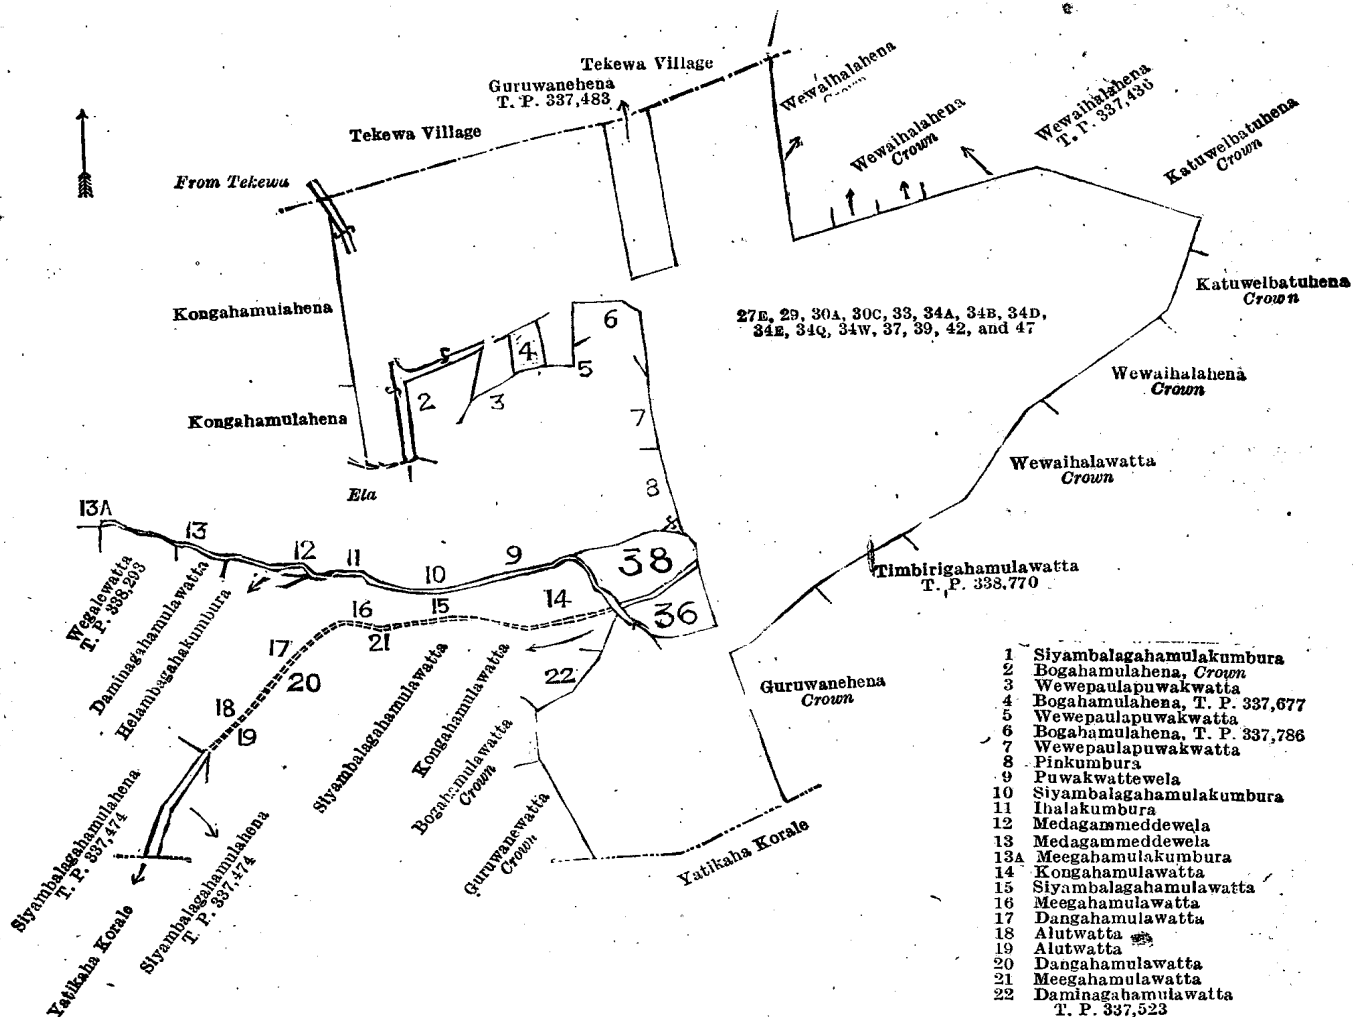 Tekewa Village
Guruwanehena
T. P. 337,483
Tekewa Village
From Tekewa
Wewaihalahena
Crown
Wewaihalahena
Crown
Wewaihalahena
T. P. 337,436
Katuwelbatuhena
Crown
Kongahamulahena
Katuwelbatuhena
Crown
27E, 29, 30A, 30C, 33, 34A, 34B, 34D,
34E, 34Q, 34W, 37, 39, 42, and 47
6
4
5
2
3
7
Kongahamulahena
Wewaihalahena
Crown
Wewaihalawatta
Crown
Ela
8
13A
13
12
11
10
9
38
36
14
15
16
21
17
20
18
19
22
Timbirigahamulawatta
T. P. 338,770
Wegalewatta
T. P. 338,293
Daminagahamulawatta
Helambagahakumbura
Siyambalagahamulawatta
Kongahamulawatta
Bogahamulawatta
Crown
Guruwanewatta
Crown
Guruwanehena
Crown
Yatikaha Korale
Siyambalagahamulahena
T. P. 337,474
Siyambalagahamulahena
T. P. 337,474
Yatikaha Korale
1 Siyambalagahamulakumbura
2 Bogahamulahena, Crown
3 Wewepaulapuwakwatta
4 Bogahamulahena, T. P. 337,677
5 Wewepaulapuwakwatta
6 Bogahamulahena, T. P. 337,786
7 Wewepaulapuwakwatta
8 Pinkumbura
9 Puwakwattewela
10 Siyambalagahamulakumbura
11 Ihalakumbura
12 Medagammeddewela
13 Medagammeddewela
13A Meegahamulakumbura
14 Kongahamulawatta
15 Siyambalagahamulawatta
16 Meegahamulawatta
17 Dangahamulawatta
18 Alutwatta
19 Alutwatta
20 Dangahamulawatta
21 Meegahamulawatta
22 Daminagahamulawatta
T. P. 337,523